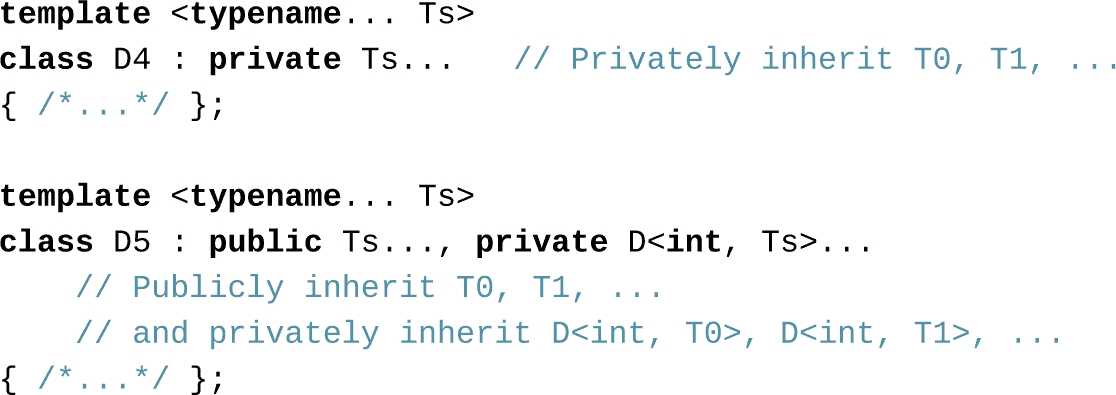 template <typename... Ts>
class D4 : private Ts...   // Privately inherit T0, T1, ...
{ /*...*/ };

template <typename... Ts>
class D5 : public Ts..., private D<int, Ts>...
    // Publicly inherit T0, T1, ...
    // and privately inherit D<int, T0>, D<int, T1>, ...
{ /*...*/ };